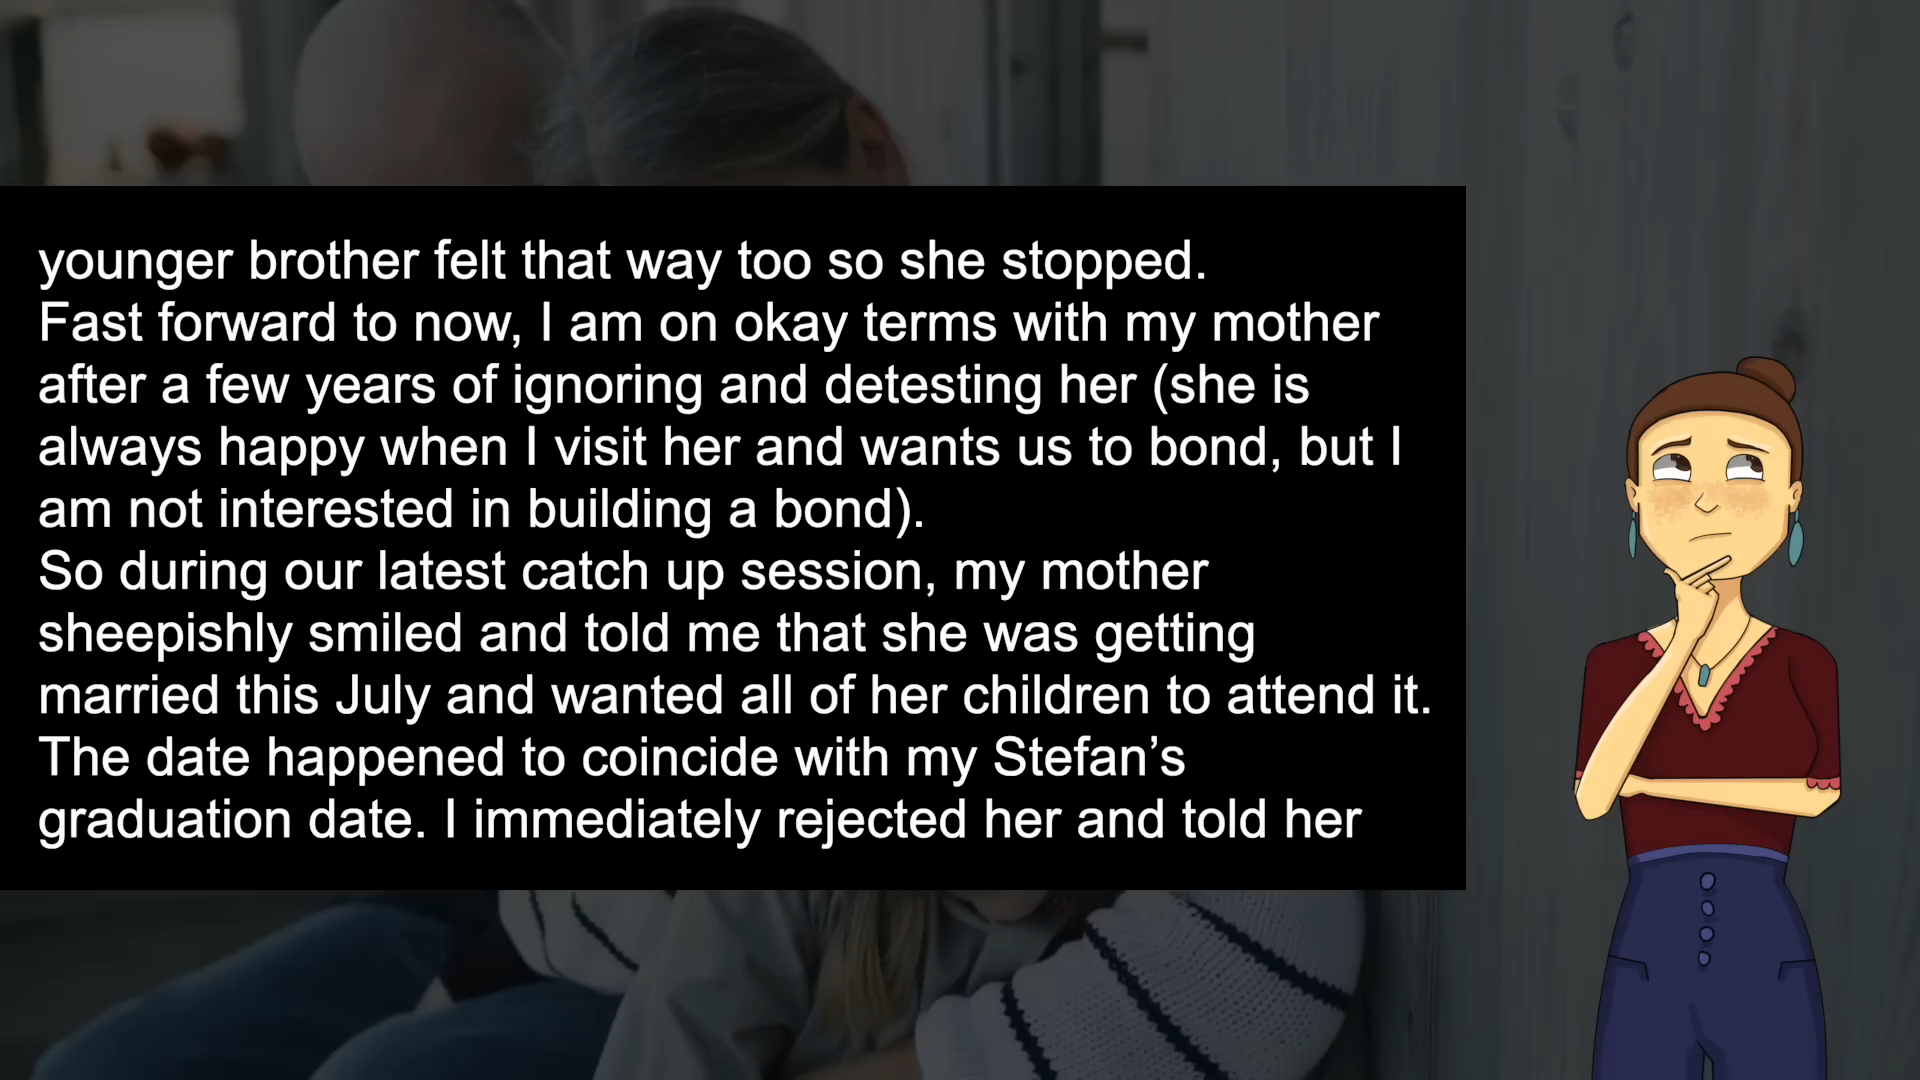 younger brother felt that way too so she stopped.
Fast forward to now, I am on okay terms with my mother
after a few years of ignoring and detesting her (she is
always happy when I visit her and wants us to bond, but I
am not interested in building a bond).
So during our latest catch up session, my mother
sheepishly smiled and told me that she was getting
married this July and wanted all of her children to attend it.
The date happened to coincide with my Stefan’s
graduation date. I immediately rejected her and told her